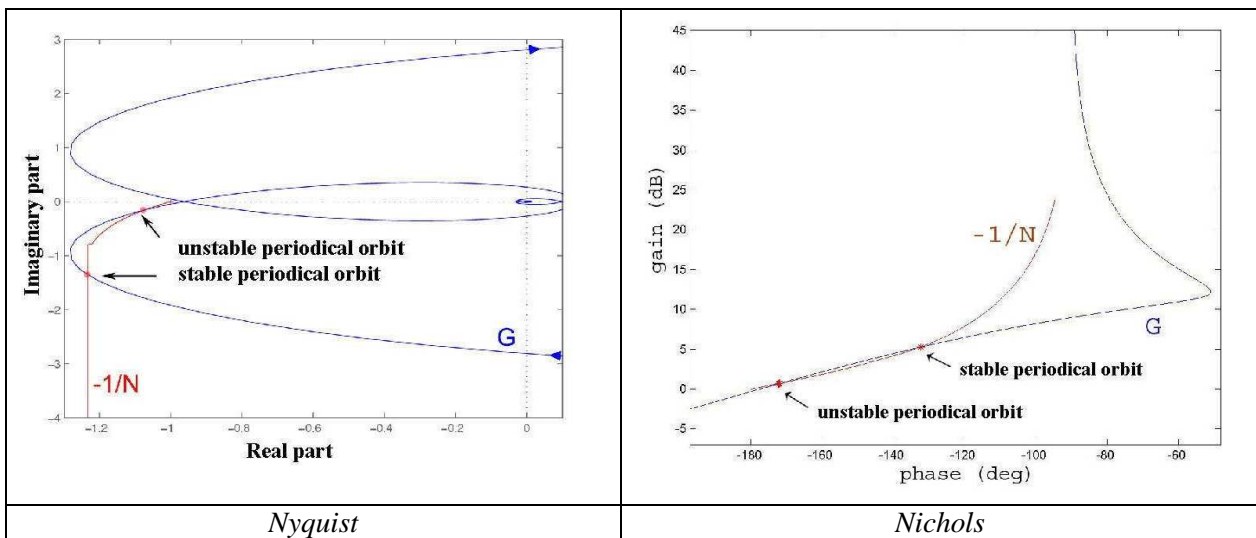 3
2
1
0
−1
−2
−3
−4
Imaginary part
unstable periodical orbit
stable periodical orbit
G
-1/N
−1.2
−1
−0.8
−0.6
−0.4
−0.2
0
Real part
45
40
35
30
25
20
15
10
5
0
-5
gain (dB)
-1/N
G
stable periodical orbit
unstable periodical orbit
-180
-160
-140
-120
-100
-80
-60
phase (deg)
Nyquist
Nichols